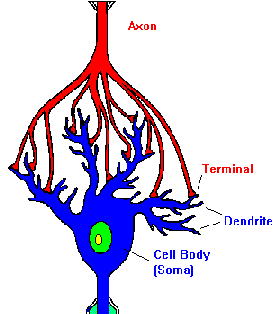 Axon
Terminal
Dendrite
Cell Body
(Soma)